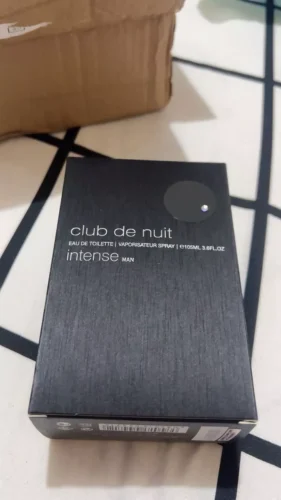 club de nuit
EAU DE TOILETTE | VAPORISATEUR SPRAY | ℮105ML 3.6FL.OZ
intense MAN